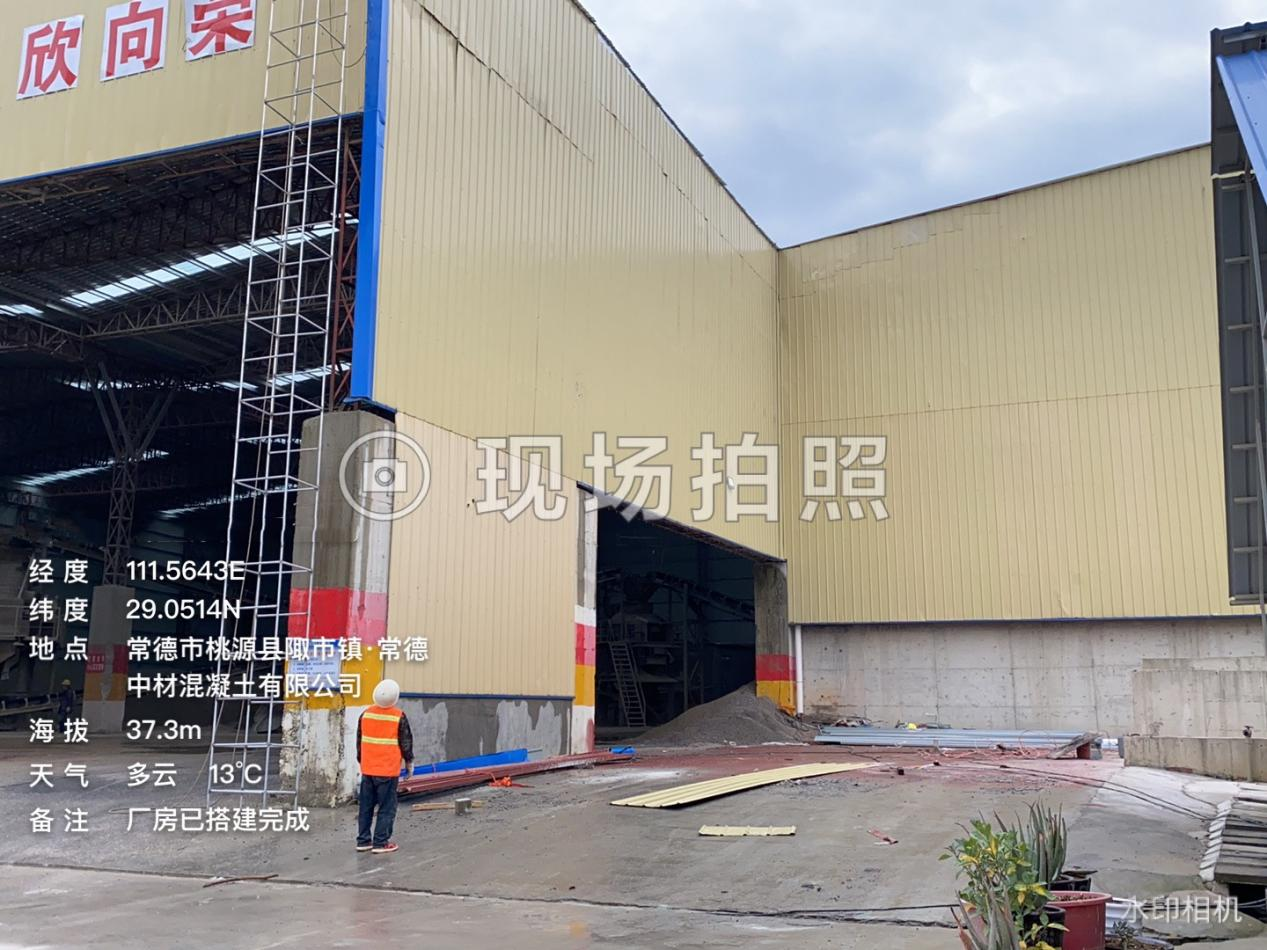 欣向荣
现场拍照
经度 111.5643E
纬度 29.0514N
地点 常德市桃源县陬市镇·常德
中材混凝土有限公司
海拔 37.3m
天气 多云 13℃
备注 厂房已搭建完成
水印相机